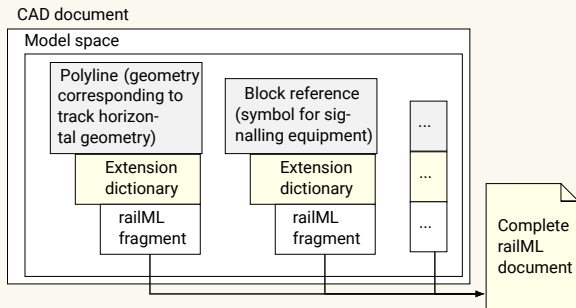 CAD document
Model space
Polyline (geometry
corresponding to
track horizon-
tal geometry)
Extension
dictionary
railML
fragment
Block reference
(symbol for sig-
nalling equipment)
Extension
dictionary
railML
fragment
...
...
...
Complete
railML
document